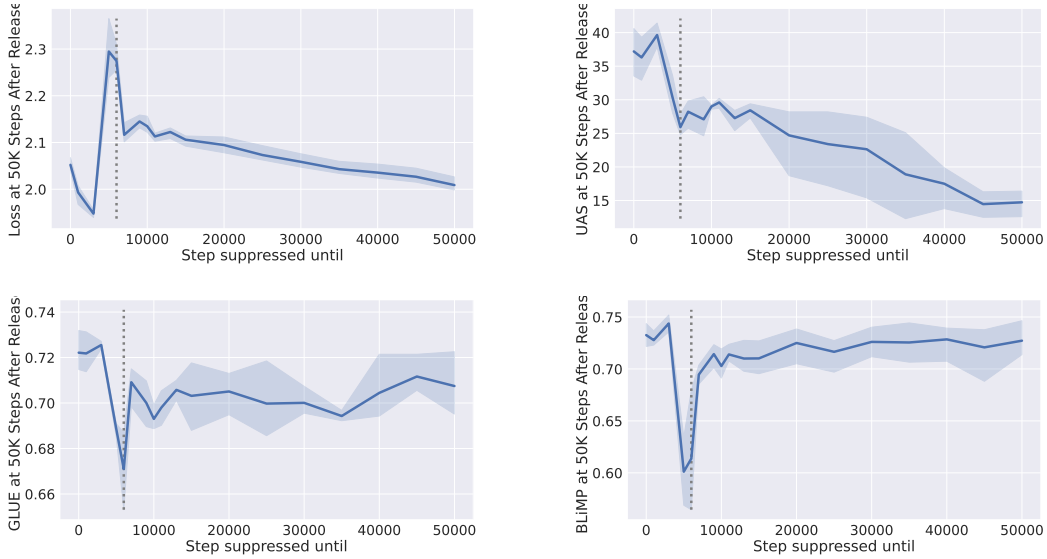 Loss at 50K Steps After Release
2.3
2.2
2.1
2.0
0 10000 20000 30000 40000 50000
Step suppressed until
UAS at 50K Steps After Release
40
35
30
25
20
15
0 10000 20000 30000 40000 50000
Step suppressed until
GLUE at 50K Steps After Releas
0.74
0.72
0.70
0.68
0.66
0 10000 20000 30000 40000 50000
Step suppressed until
BLiMP at 50K Steps After Releas
0.75
0.70
0.65
0.60
0 10000 20000 30000 40000 50000
Step suppressed until